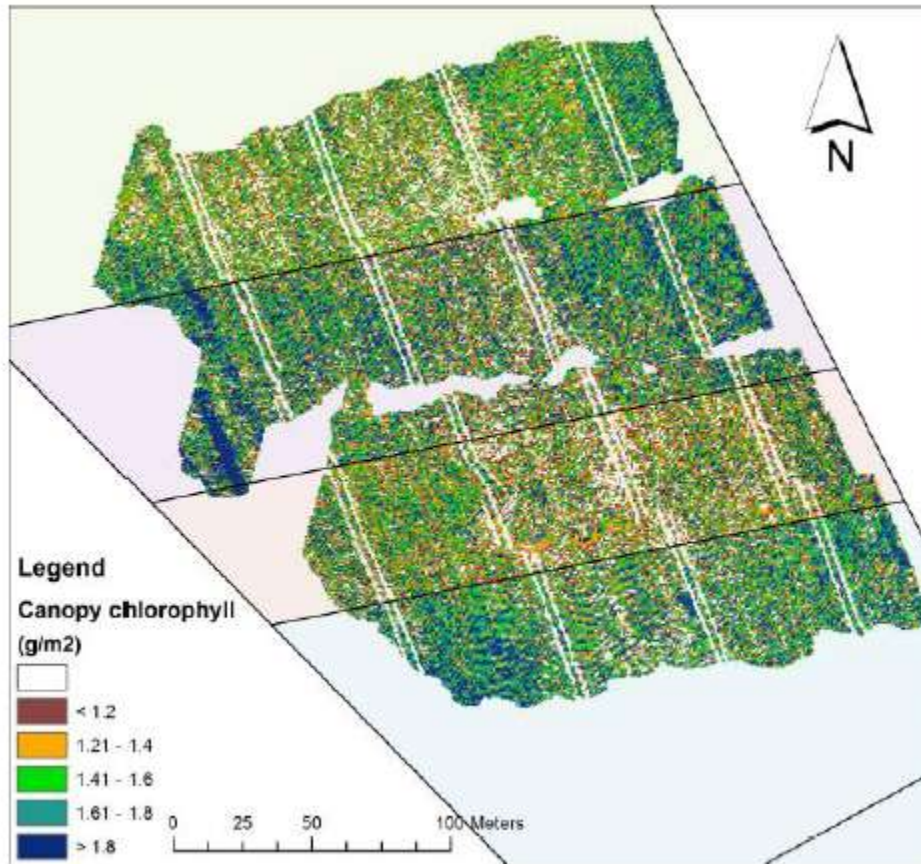 N
Legend
Canopy chlorophyll
(g/m2)
< 1.2
1.21 - 1.4
1.41 - 1.6
1.61 - 1.8
> 1.8
0 25 50 100 Meters